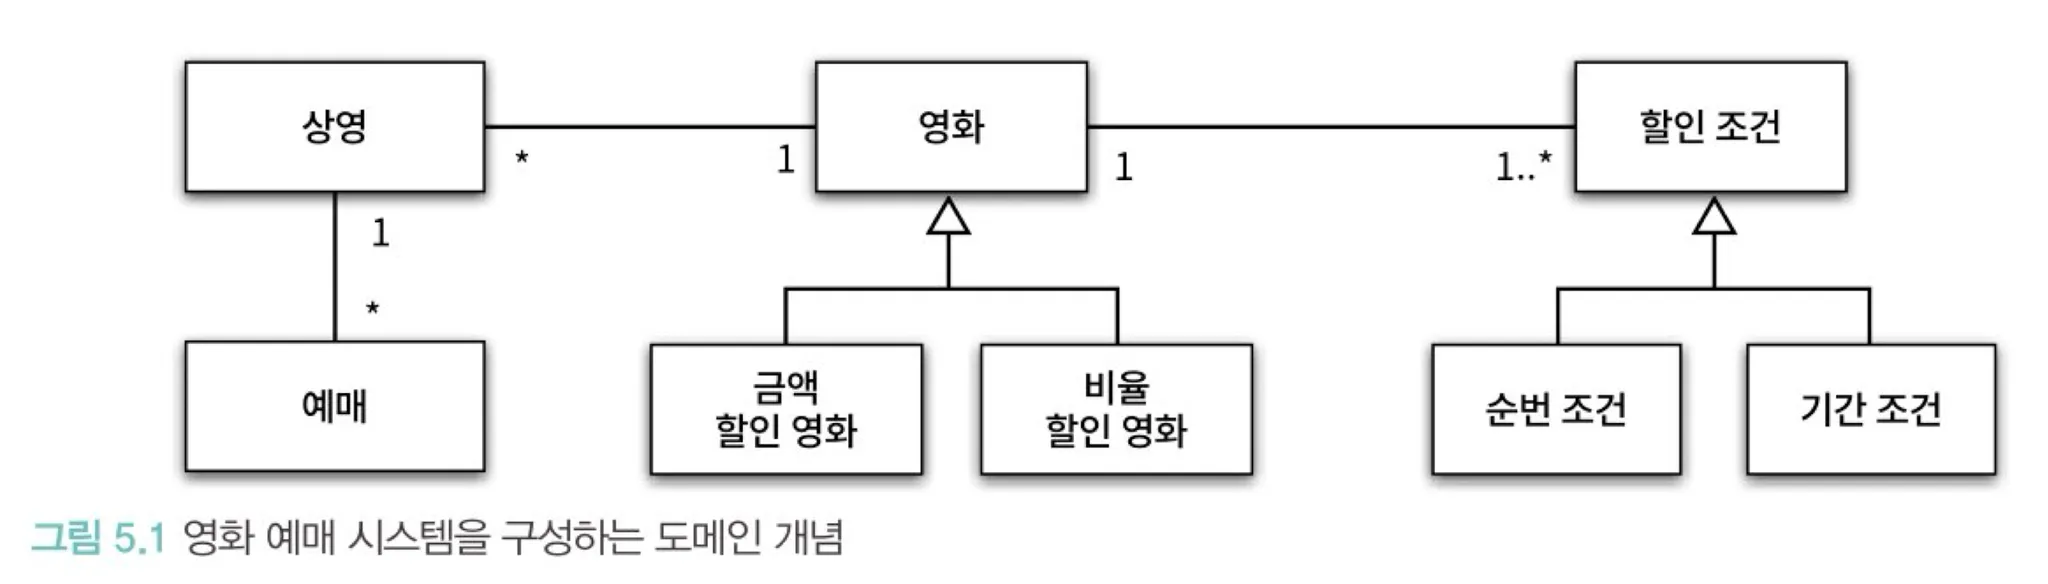 상영
*
1
영화
1
1..*
할인 조건
1
*
예매
금액
할인 영화
비율
할인 영화
순번 조건
기간 조건
그림 5.1 영화 예매 시스템을 구성하는 도메인 개념